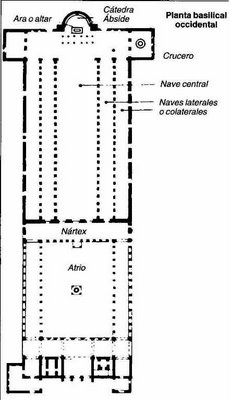 Planta basilical
occidental
Cátedra
Ábside
Ara o altar
Crucero
Nave central
Naves laterales
o colaterales
Nártex
Atrio